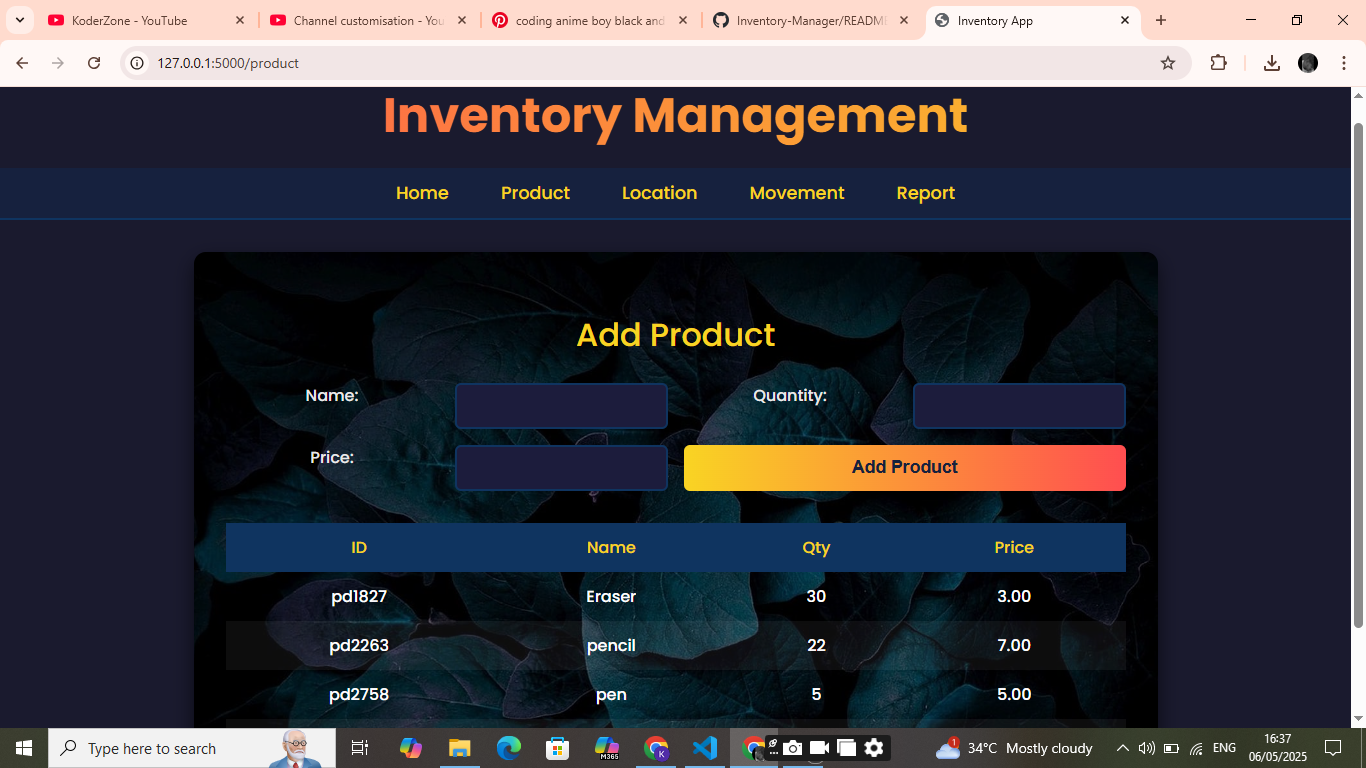 KoderZone - YouTube
Channel customisation - You
coding anime boy black and
Inventory-Manager/README
Inventory App
127.0.0.1:5000/product
Inventory Management
Home Product Location Movement Report
Add Product
Name: Quantity:
Price: Add Product
ID Name Qty Price
pd1827 Eraser 30 3.00
pd2263 pencil 22 7.00
pd2758 pen 5 5.00
Type here to search
M365
K
1
34°C Mostly cloudy
ENG
16:37
06/05/2025